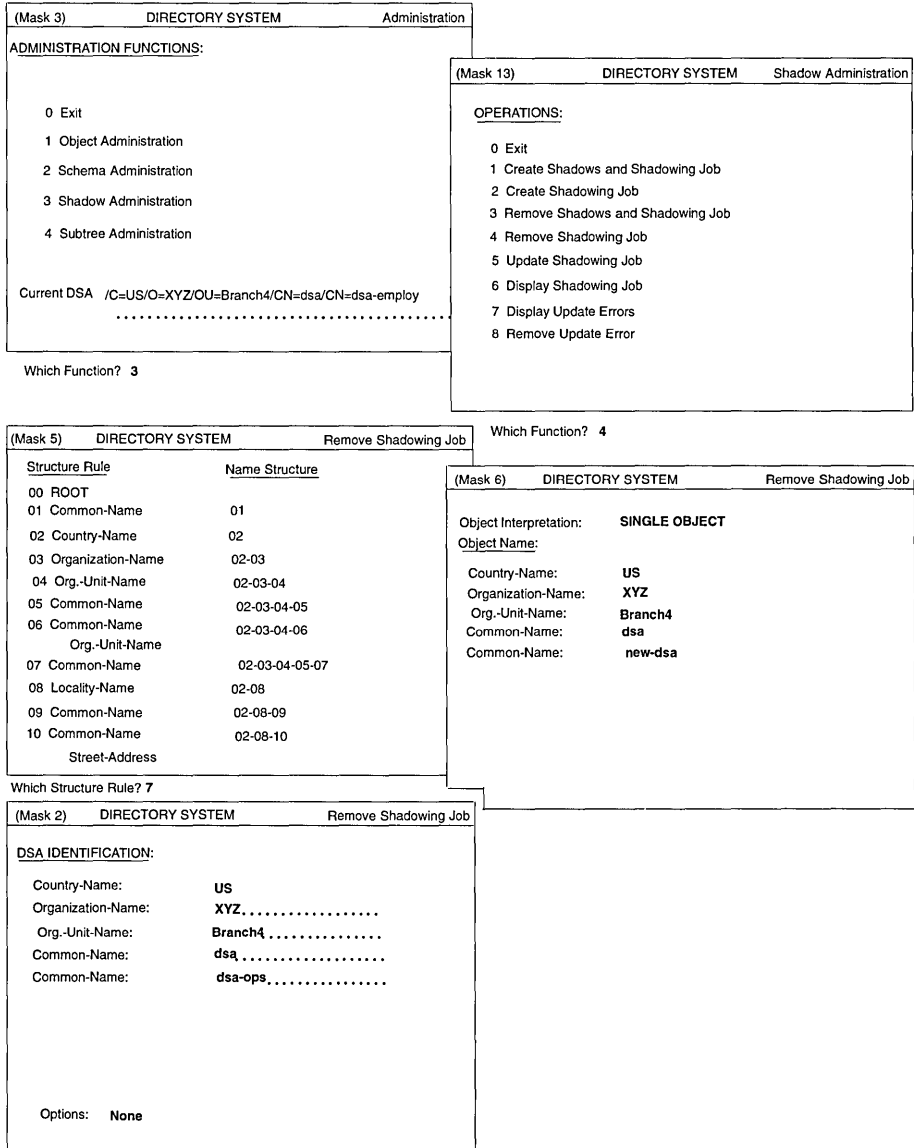 (Mask 3) DIRECTORY SYSTEM Administration
ADMINISTRATION FUNCTIONS:
0 Exit
1 Object Administration
2 Schema Administration
3 Shadow Administration
4 Subtree Administration
Current DSA /C=US/O=XYZ/OU=Branch4/CN=dsa/CN=dsa-employ
Which Function? 3
(Mask 13) DIRECTORY SYSTEM Shadow Administration
OPERATIONS:
0 Exit
1 Create Shadows and Shadowing Job
2 Create Shadowing Job
3 Remove Shadows and Shadowing Job
4 Remove Shadowing Job
5 Update Shadowing Job
6 Display Shadowing Job
7 Display Update Errors
8 Remove Update Error
Which Function? 4
(Mask 5) DIRECTORY SYSTEM Remove Shadowing Job
Structure Rule Name Structure
00 ROOT
01 Common-Name 01
02 Country-Name 02
03 Organization-Name 02-03
04 Org.-Unit-Name 02-03-04
05 Common-Name 02-03-04-05
06 Common-Name 02-03-04-06
Org.-Unit-Name
07 Common-Name 02-03-04-05-07
08 Locality-Name 02-08
09 Common-Name 02-08-09
10 Common-Name 02-08-10
Street-Address
Which Structure Rule? 7
(Mask 6) DIRECTORY SYSTEM Remove Shadowing Job
Object Interpretation: SINGLE OBJECT
Object Name:
Country-Name: US
Organization-Name: XYZ
Org.-Unit-Name: Branch4
Common-Name: dsa
Common-Name: new-dsa
(Mask 2) DIRECTORY SYSTEM Remove Shadowing Job
DSA IDENTIFICATION:
Country-Name: US
Organization-Name: XYZ..................
Org.-Unit-Name: Branch4...............
Common-Name: dsa...................
Common-Name: dsa-ops................
Options: None